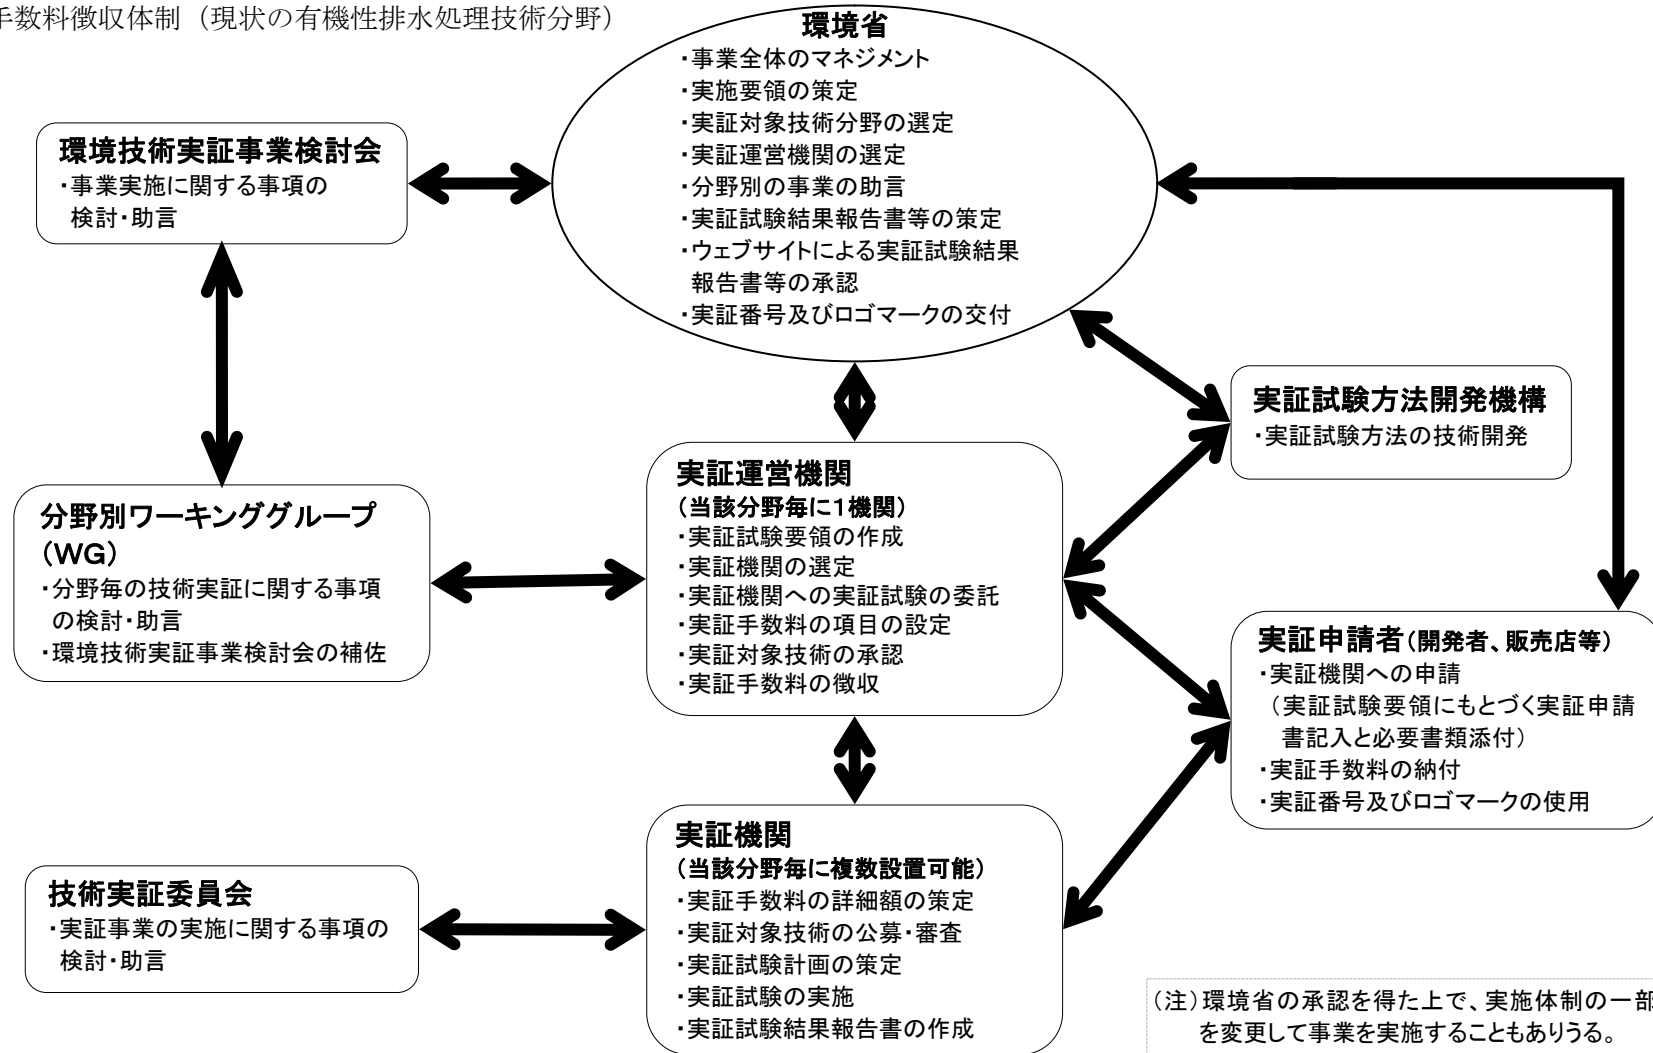 手数料徴収体制（現状の有機性排水処理技術分野）
環境省
・事業全体のマネジメント
・実施要領の策定
・実証対象技術分野の選定
・実証運営機関の選定
・分野別の事業の助言
・実証試験結果報告書等の策定
・ウェブサイトによる実証試験結果
報告書等の承認
・実証番号及びロゴマークの交付
環境技術実証事業検討会
・事業実施に関する事項の
検討・助言
実証試験方法開発機構
・実証試験方法の技術開発
分野別ワーキンググループ
(WG)
・分野毎の技術実証に関する事項
の検討・助言
・環境技術実証事業検討会の補佐
実証運営機関
（当該分野毎に１機関）
・実証試験要領の作成
・実証機関の選定
・実証機関への実証試験の委託
・実証手数料の項目の設定
・実証対象技術の承認
・実証手数料の徴収
実証申請者（開発者、販売店等）
・実証機関への申請
（実証試験要領にもとづく実証申請
書記入と必要書類添付）
・実証手数料の納付
・実証番号及びロゴマークの使用
実証機関
（当該分野毎に複数設置可能）
・実証手数料の詳細額の策定
・実証対象技術の公募・審査
・実証試験計画の策定
・実証試験の実施
・実証試験結果報告書の作成
技術実証委員会
・実証事業の実施に関する事項の
検討・助言
（注）環境省の承認を得た上で、実施体制の一部
を変更して事業を実施することもありうる。